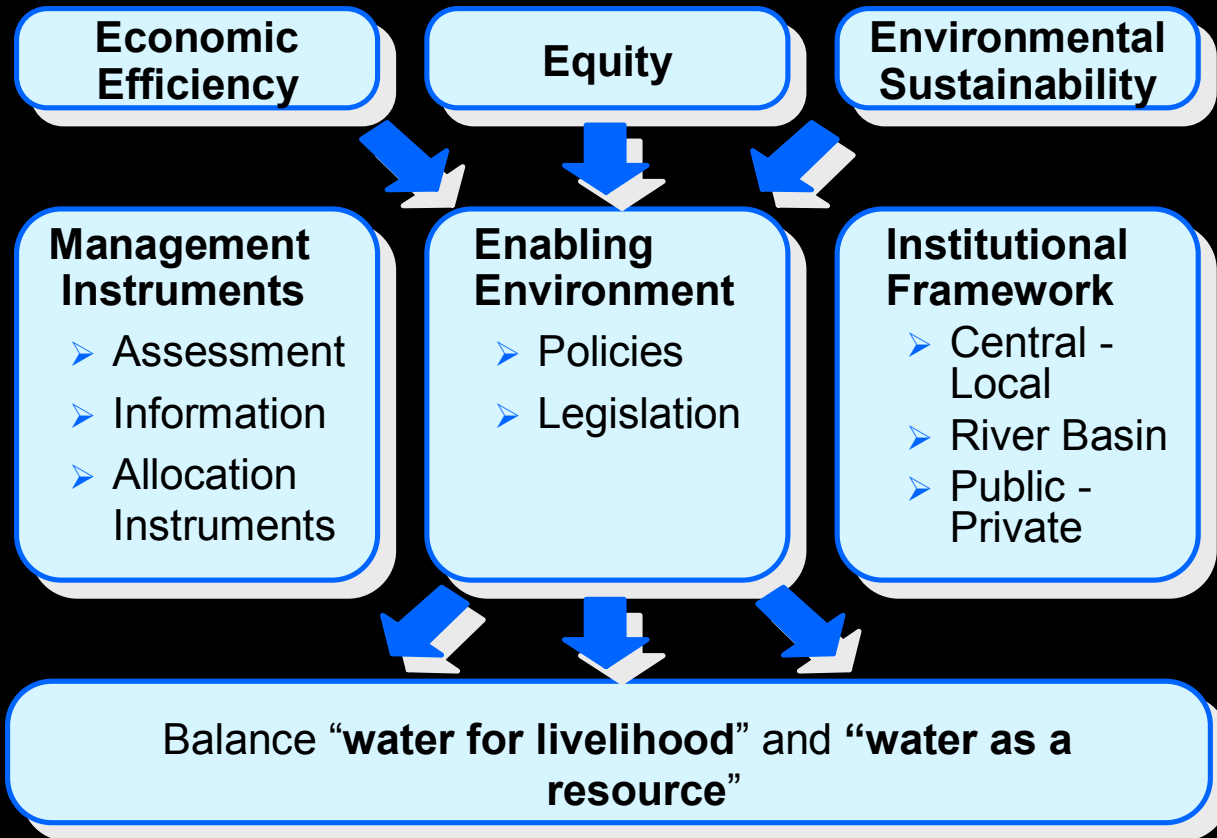 Economic
Efficiency
Equity
Environmental
Sustainability
Management
Instruments
➢ Assessment
➢ Information
➢ Allocation
Instruments
Enabling
Environment
➢ Policies
➢ Legislation
Institutional
Framework
➢ Central -
Local
➢ River Basin
➢ Public -
Private
Balance “water for livelihood” and “water as a
resource”